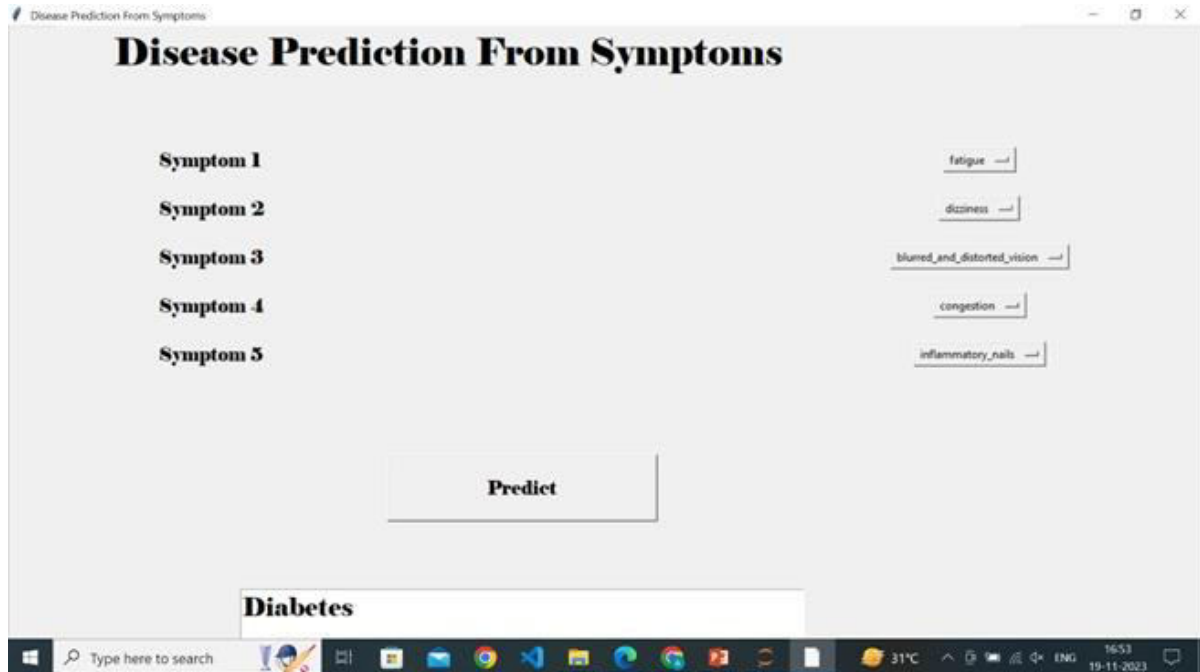 Disease Prediction From Symptoms
Disease Prediction From Symptoms
Symptom 1 fatigue
Symptom 2 dizziness
Symptom 3 blurred_and_distorted_vision
Symptom 4 congestion
Symptom 5 inflammatory_nails
Predict
Diabetes
Type here to search 31°C ENG 16:53
19-11-2023